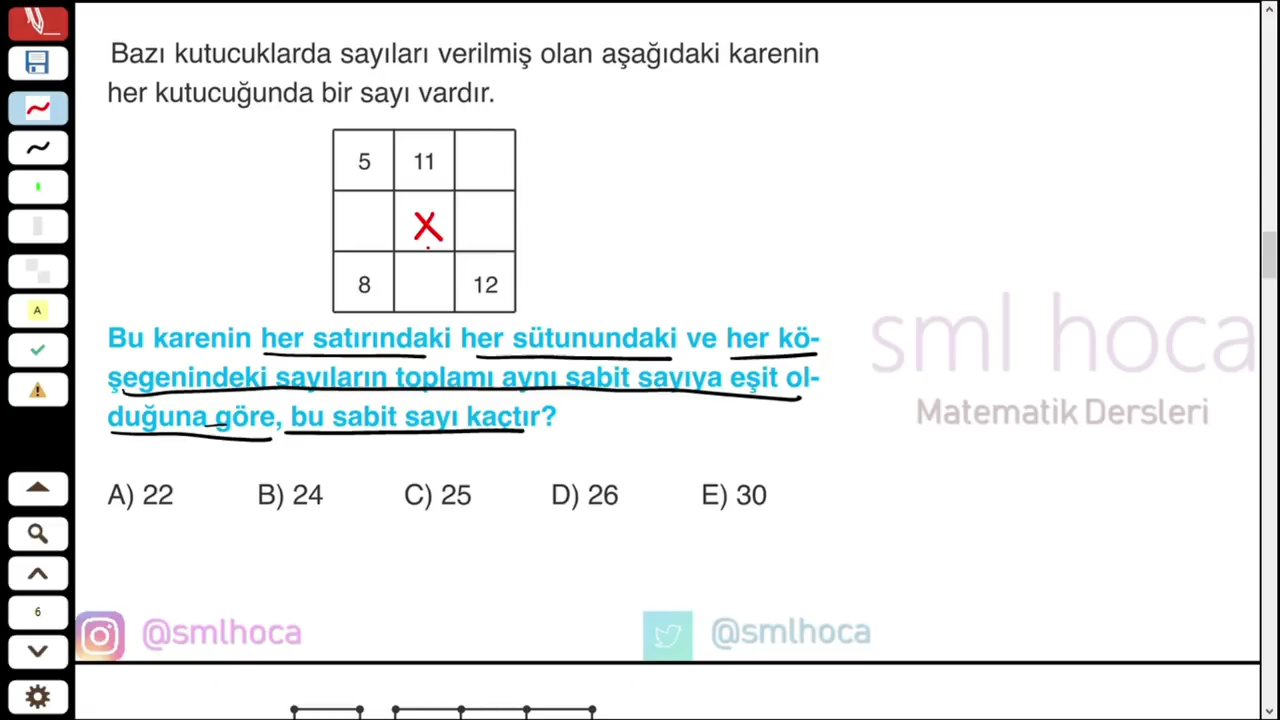 Bazı kutucuklarda sayıları verilmiş olan aşağıdaki karenin
her kutucuğunda bir sayı vardır.
5 11
X
8 12
Bu karenin her satırındaki her sütunundaki ve her kö-
şegenindeki sayıların toplamı aynı sabit sayıya eşit ol-
duğuna göre, bu sabit sayı kaçtır?
A) 22 B) 24 C) 25 D) 26 E) 30
sml hoca
Matematik Dersleri
@smlhoca @smlhoca
A
6